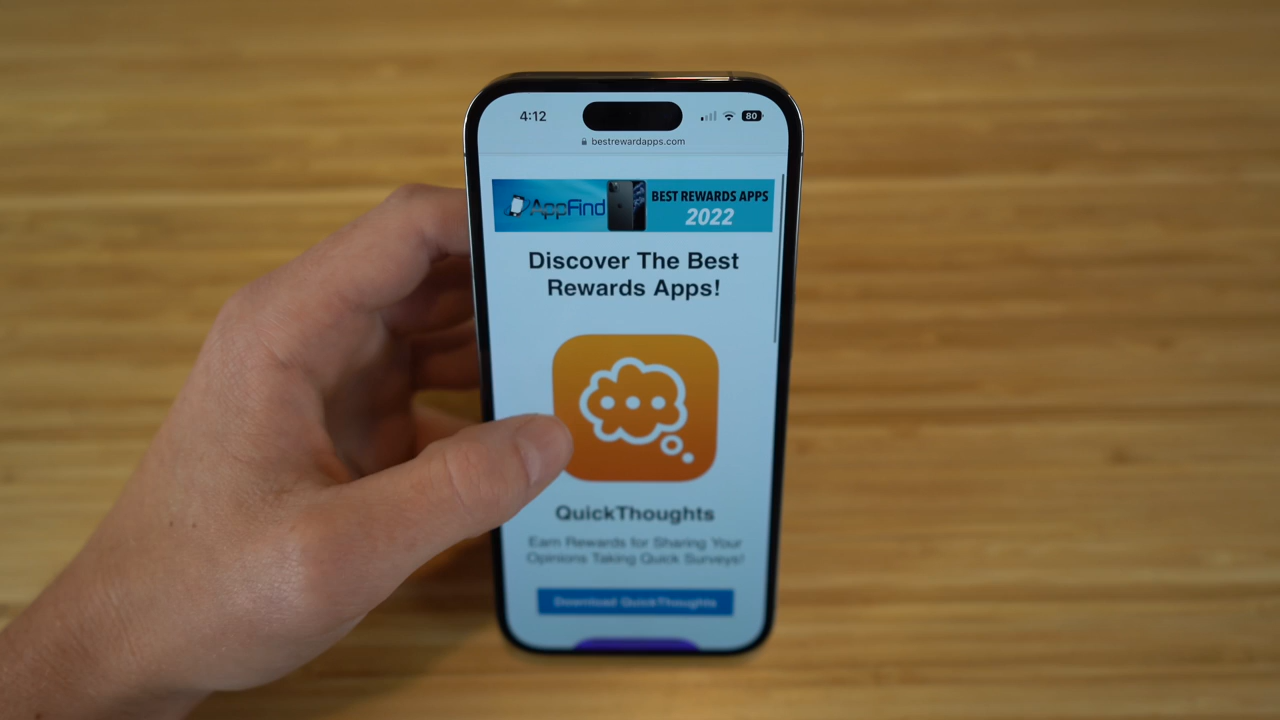 4:12
80
bestrewardapps.com
AppFind
BEST REWARDS APPS
2022
Discover The Best
Rewards Apps!
QuickThoughts
Earn Rewards for Sharing Your
Opinions Taking Quick Surveys!
Download QuickThoughts